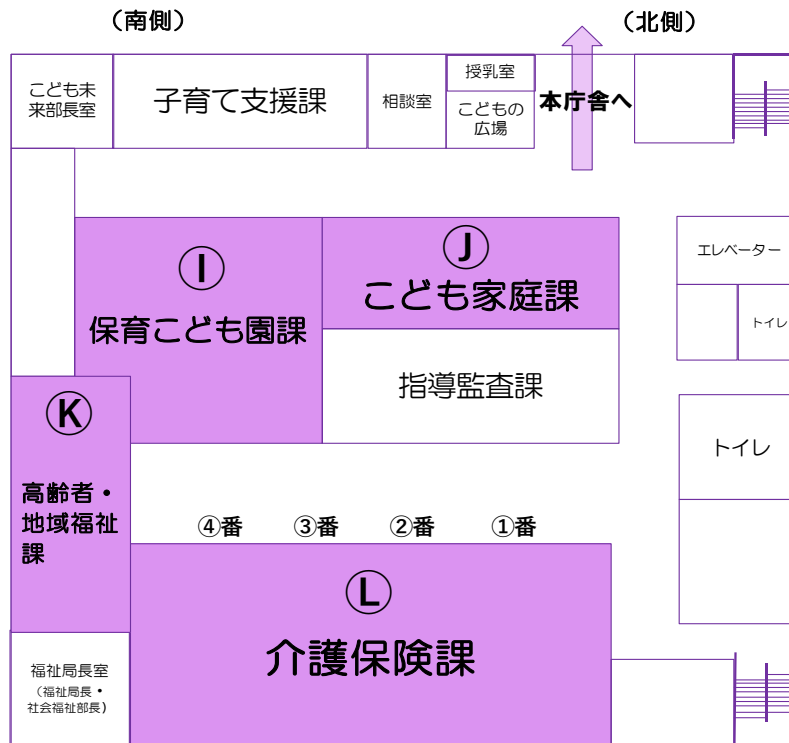 （南側）
（北側）
こども未
来部長室
子育て支援課
相談室
授乳室
こどもの
広場
本庁舎へ
Ⓘ
保育こども園課
Ⓙ
こども家庭課
エレベーター
トイレ
指導監査課
Ⓚ
高齢者・
地域福祉
課
トイレ
④番
③番
②番
①番
Ⓛ
介護保険課
福祉局長室
（福祉局長・
社会福祉部長）